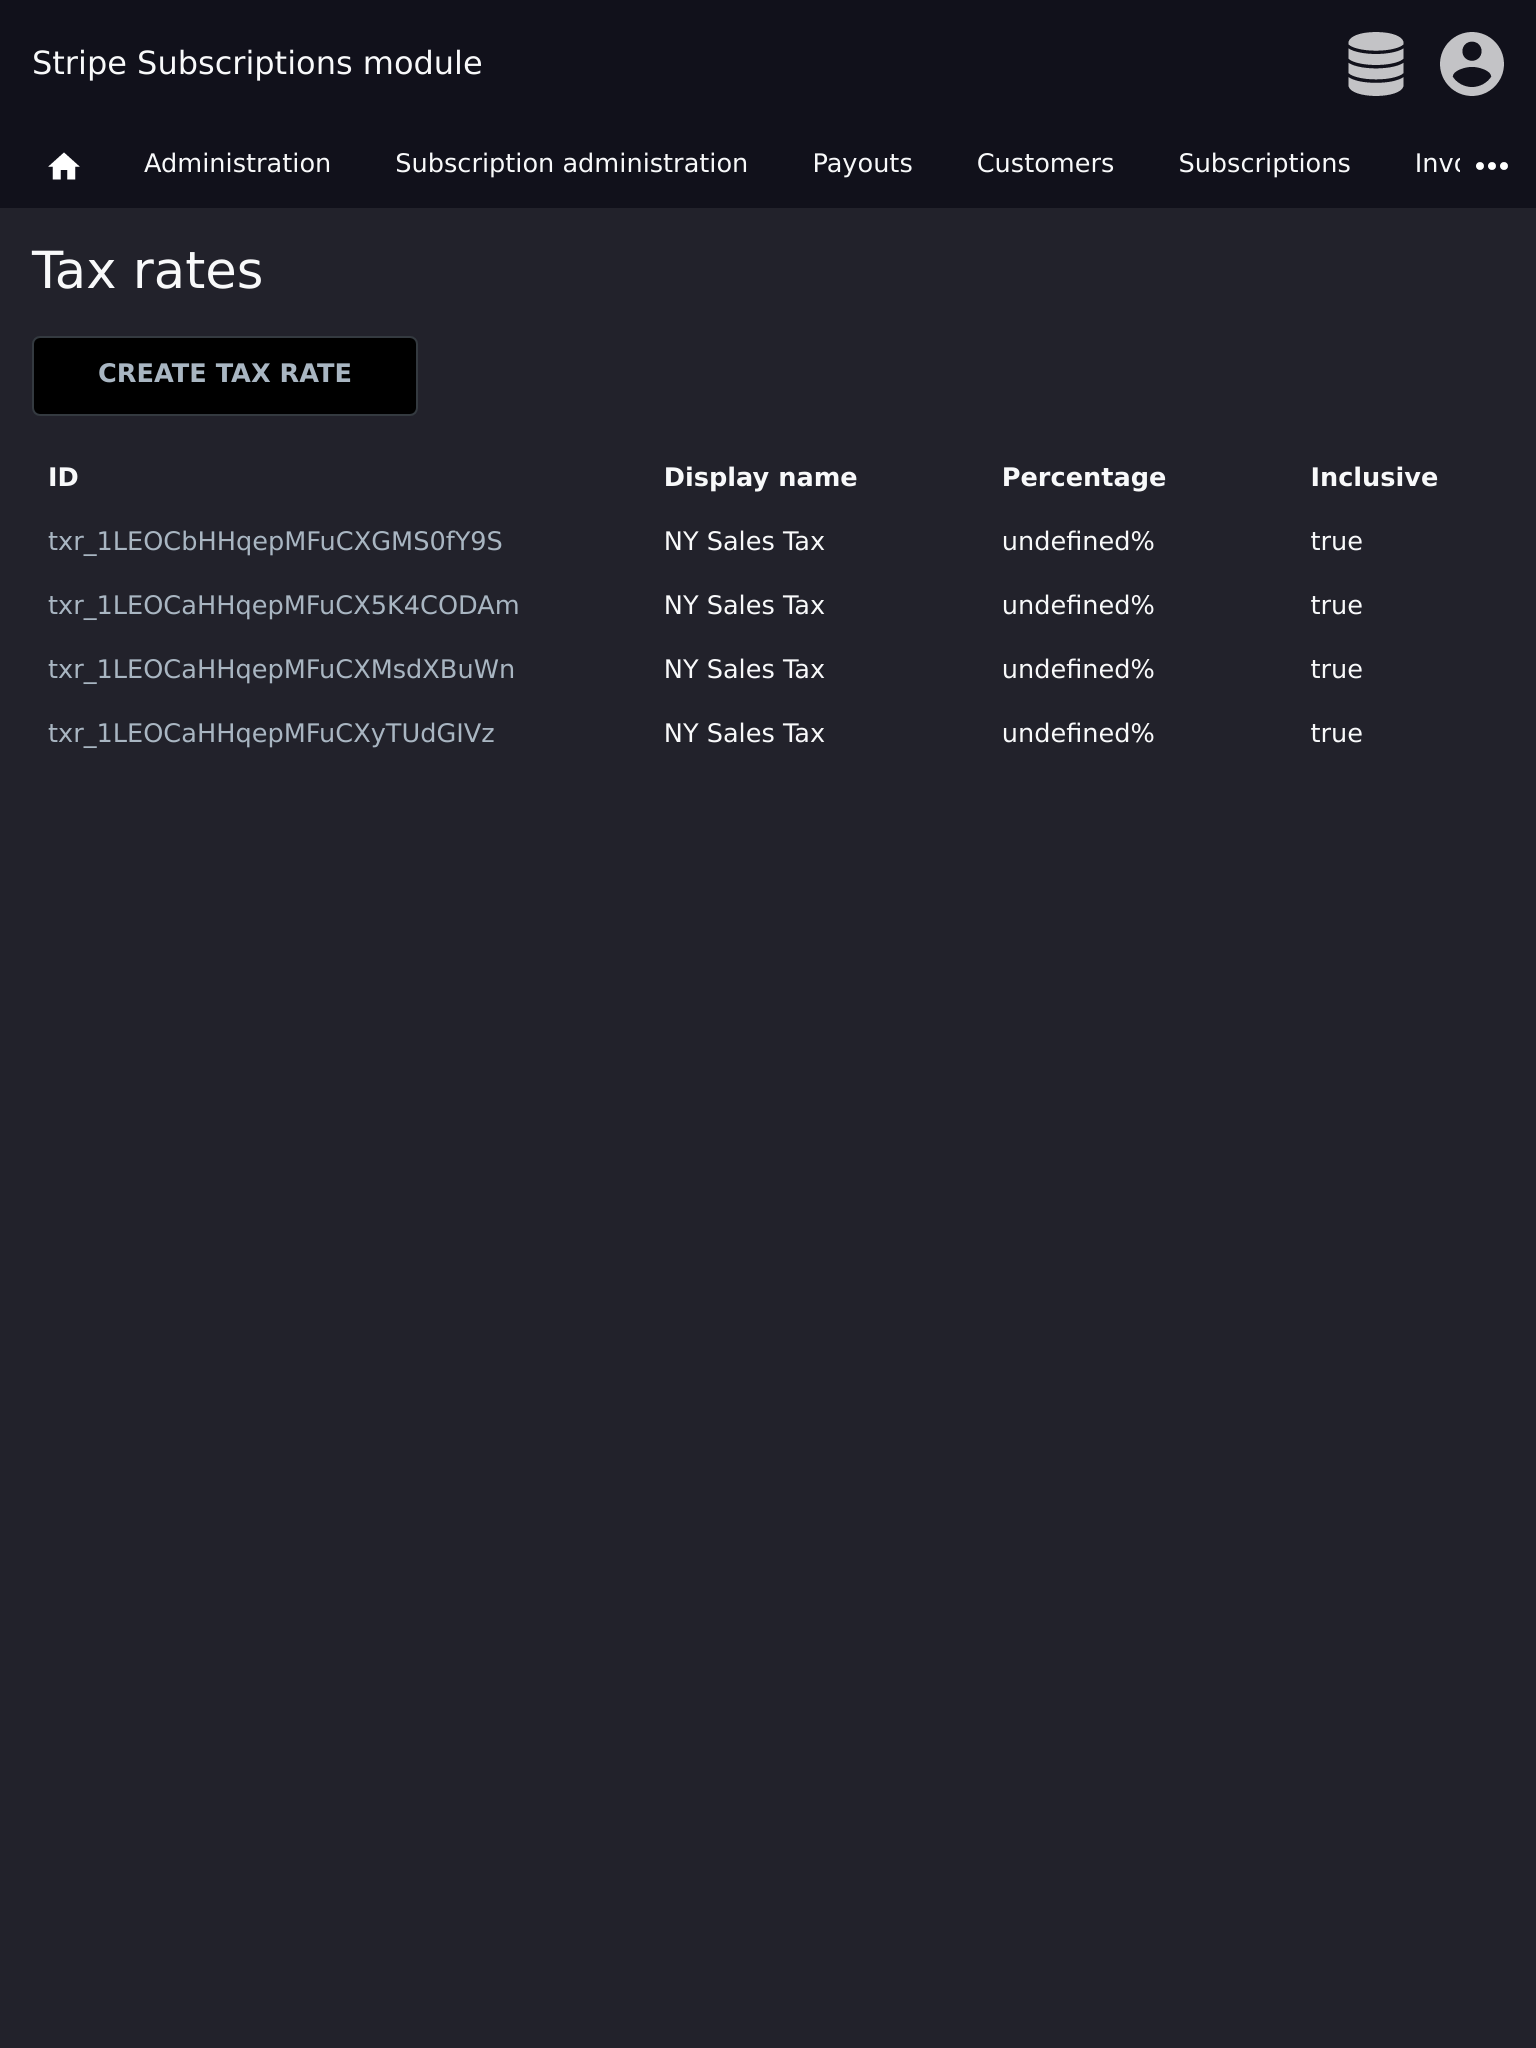 Stripe Subscriptions module
Administration Subscription administration Payouts Customers Subscriptions
Tax rates
CREATE TAX RATE
ID Display name Percentage Inclusive
txr_1LEOCbHHqepMFuCXGMS0fY9S NY Sales Tax undefined% true
txr_1LEOCaHHqepMFuCX5K4CODAm NY Sales Tax undefined% true
txr_1LEOCaHHqepMFuCXMsdXBuWn NY Sales Tax undefined% true
txr_1LEOCaHHqepMFuCXyTUdGIVz NY Sales Tax undefined% true